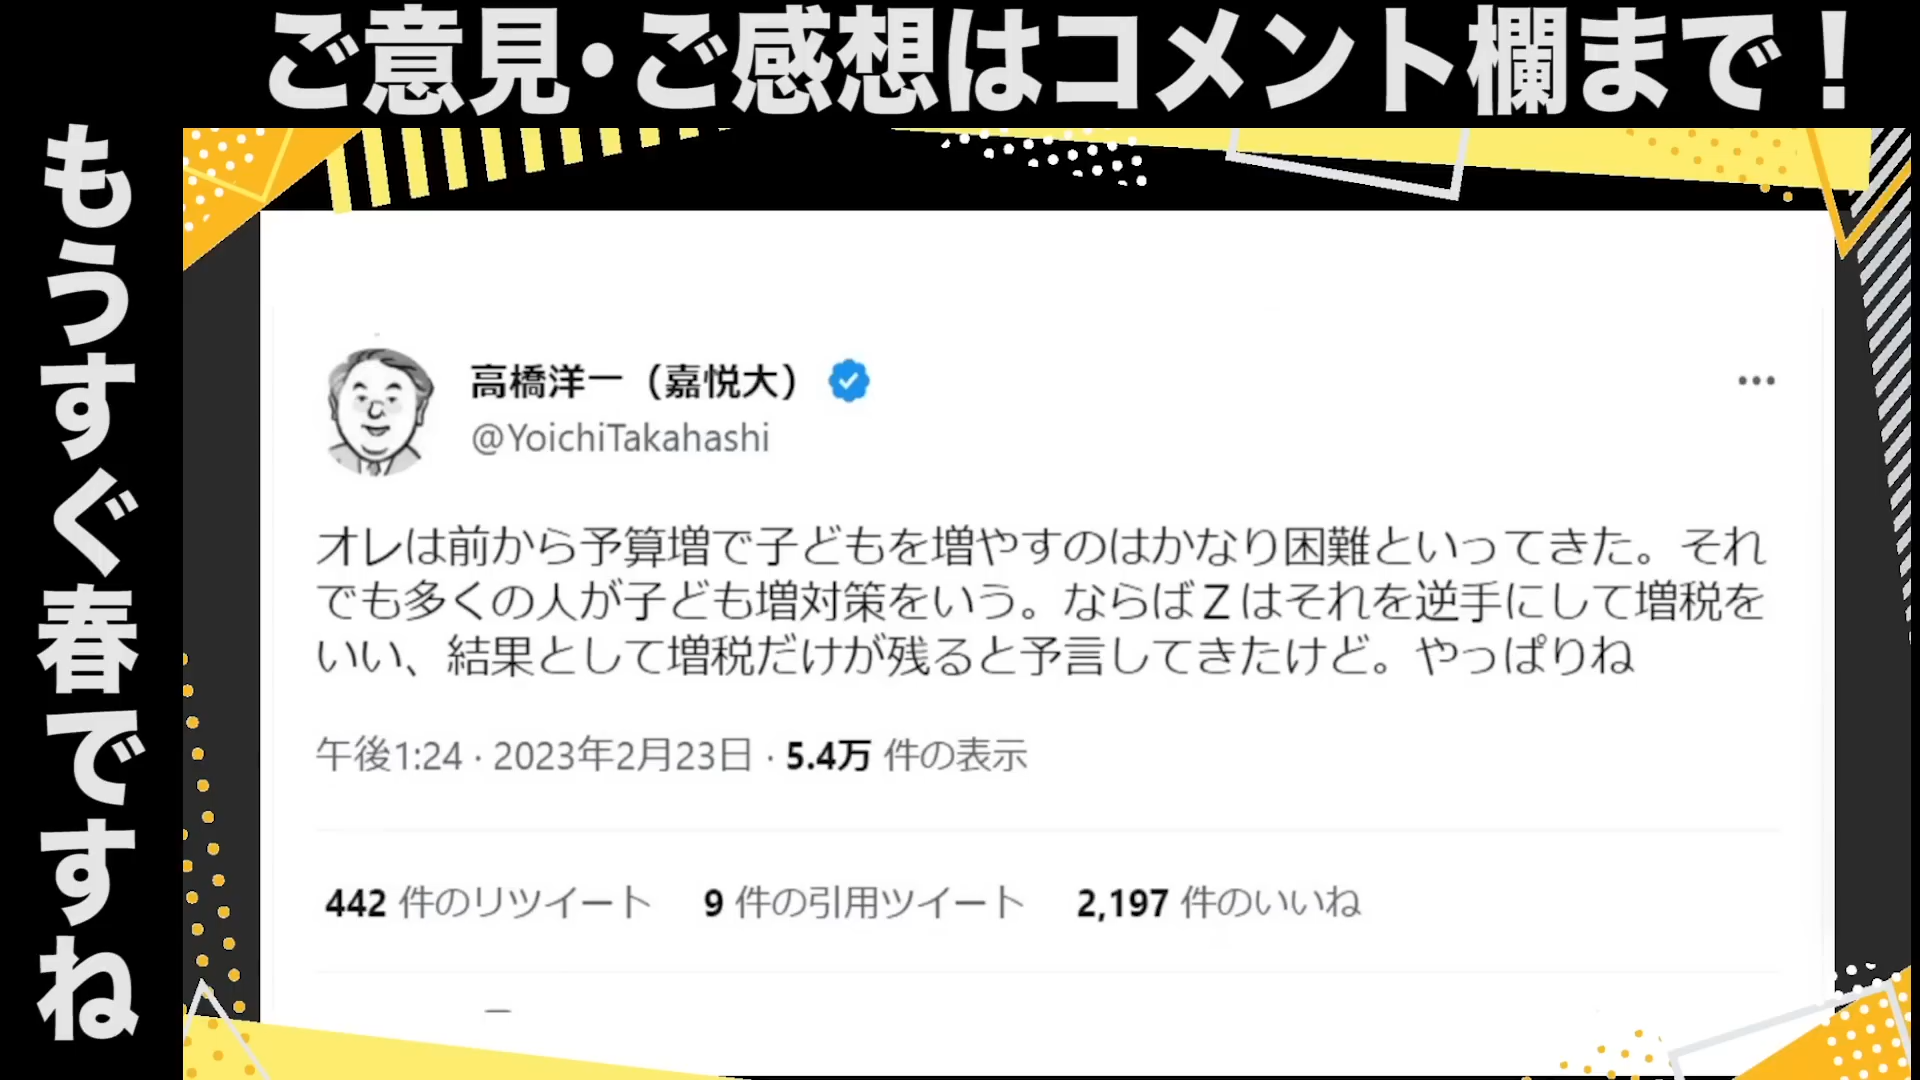 ご意見・ご感想はコメント欄まで！
もうすぐ春ですね
高橋洋一（嘉悦大）
@YoichiTakahashi
オレは前から予算増で子どもを増やすのはかなり困難といってきた。それ
でも多くの人が子ども増対策をいう。ならばＺはそれを逆手にして増税を
いい、結果として増税だけが残ると予言してきたけど。やっぱりね
午後1:24 · 2023年2月23日 · 5.4万 件の表示
442 件のリツイート 9 件の引用ツイート 2,197 件のいいね